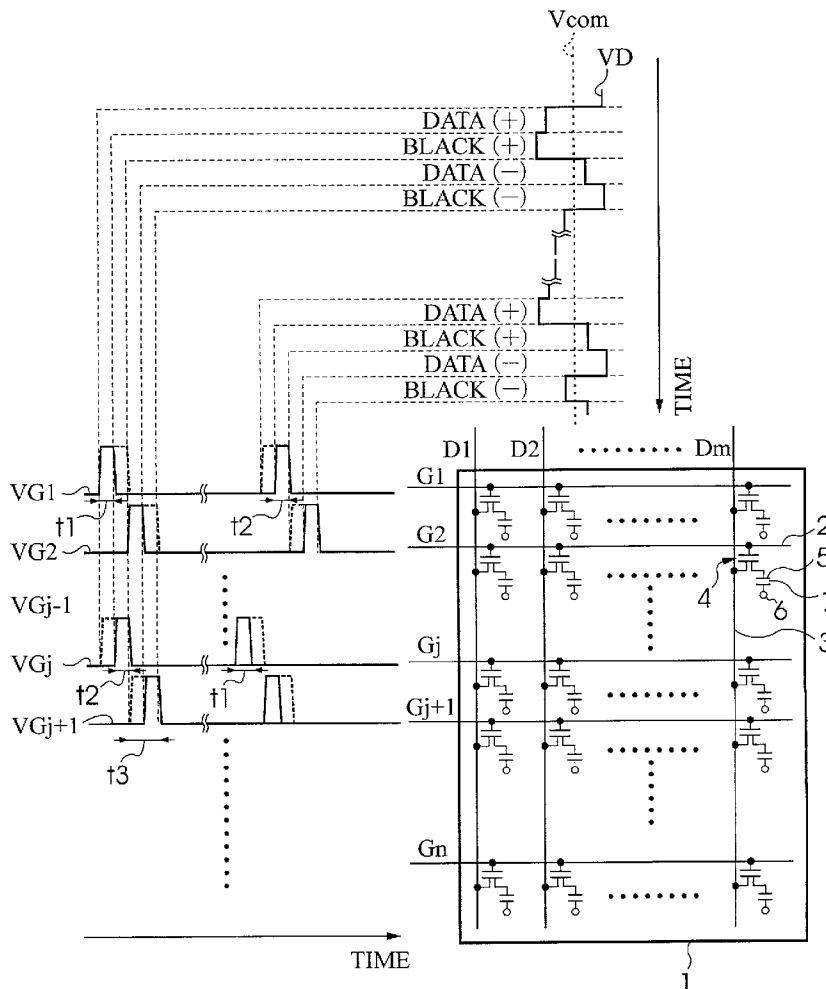 Vcom
VD
DATA (+)
BLACK (+)
DATA (−)
BLACK (−)
DATA (+)
BLACK (+)
DATA (−−)
BLACK (−)
TIME
D1 D2 Dm
VG1
t1
t2
G1
VG2
G2
2
5
4
6
7
3
VGj-1
VGj
t2
t1
Gj
VGj+1
t3
Gj+1
Gn
TIME
1